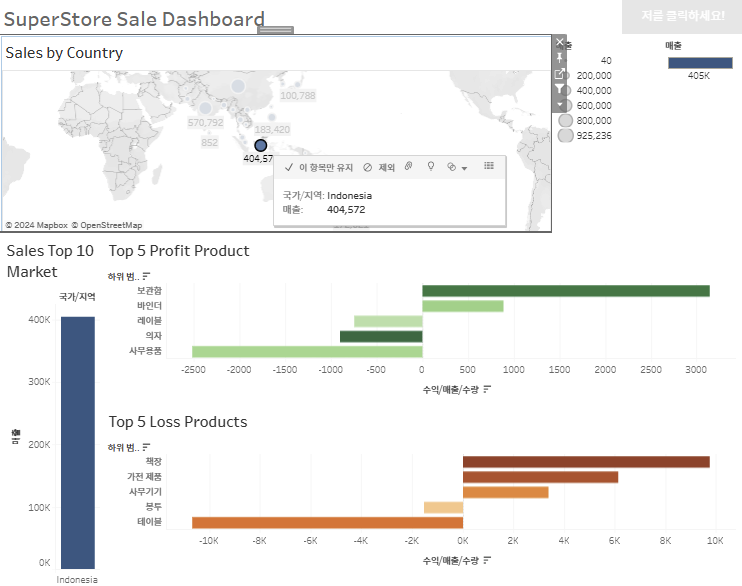 SuperStore Sale Dashboard
저를 클릭하세요!
Sales by Country
100,788
570,792
183,420
852
404,57
이 항목만 유지 제외
국가/지역: Indonesia
매출: 404,572
© 2024 Mapbox © OpenStreetMap
40
200,000
400,000
600,000
800,000
925,236
매출
405K
Sales Top 10
Market
국가/지역
매출
400K
300K
200K
100K
0K
Indonesia
Top 5 Profit Product
하위 범..
보관함
바인더
레이블
의자
사무용품
-2500 -2000 -1500 -1000 -500 0 500 1000 1500 2000 2500 3000
수익/매출/수량
Top 5 Loss Products
하위 범..
책장
가전 제품
사무기기
봉투
테이블
-10K -8K -6K -4K -2K 0K 2K 4K 6K 8K 10K
수익/매출/수량